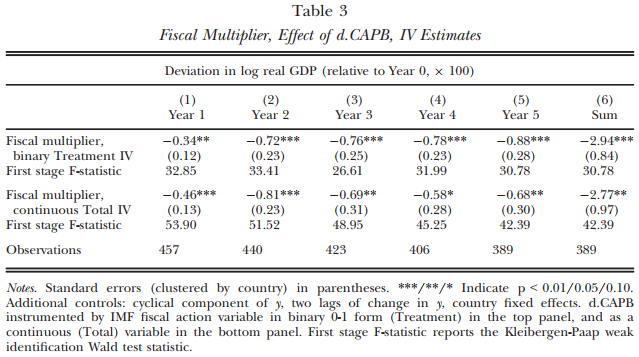 Table 3
Fiscal Multiplier, Effect of d.CAPB, IV Estimates
Deviation in log real GDP (relative to Year 0, × 100)
(1) (2) (3) (4) (5) (6)
Year 1 Year 2 Year 3 Year 4 Year 5 Sum
Fiscal multiplier, −0.34** −0.72*** −0.76*** −0.78*** −0.88*** −2.94***
binary Treatment IV (0.12) (0.23) (0.25) (0.23) (0.28) (0.84)
First stage F-statistic 32.85 33.41 26.61 31.99 30.78 30.78
Fiscal multiplier, −0.46*** −0.81*** −0.69** −0.58* −0.68** −2.77**
continuous Total IV (0.13) (0.23) (0.31) (0.28) (0.30) (0.97)
First stage F-statistic 53.90 51.52 48.95 45.25 42.39 42.39
Observations 457 440 423 406 389 389
Notes. Standard errors (clustered by country) in parentheses. ***/**/* Indicate p < 0.01/0.05/0.10.
Additional controls: cyclical component of y, two lags of change in y, country fixed effects. d.CAPB
instrumented by IMF fiscal action variable in binary 0-1 form (Treatment) in the top panel, and as a
continuous (Total) variable in the bottom panel. First stage F-statistic reports the Kleibergen-Paap weak
identification Wald test statistic.